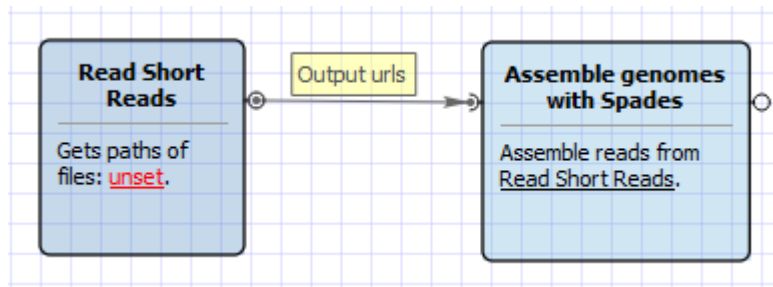 Read Short
Reads
Gets paths of
files: unset.
Output urls
Assemble genomes
with Spades
Assemble reads from
Read Short Reads.